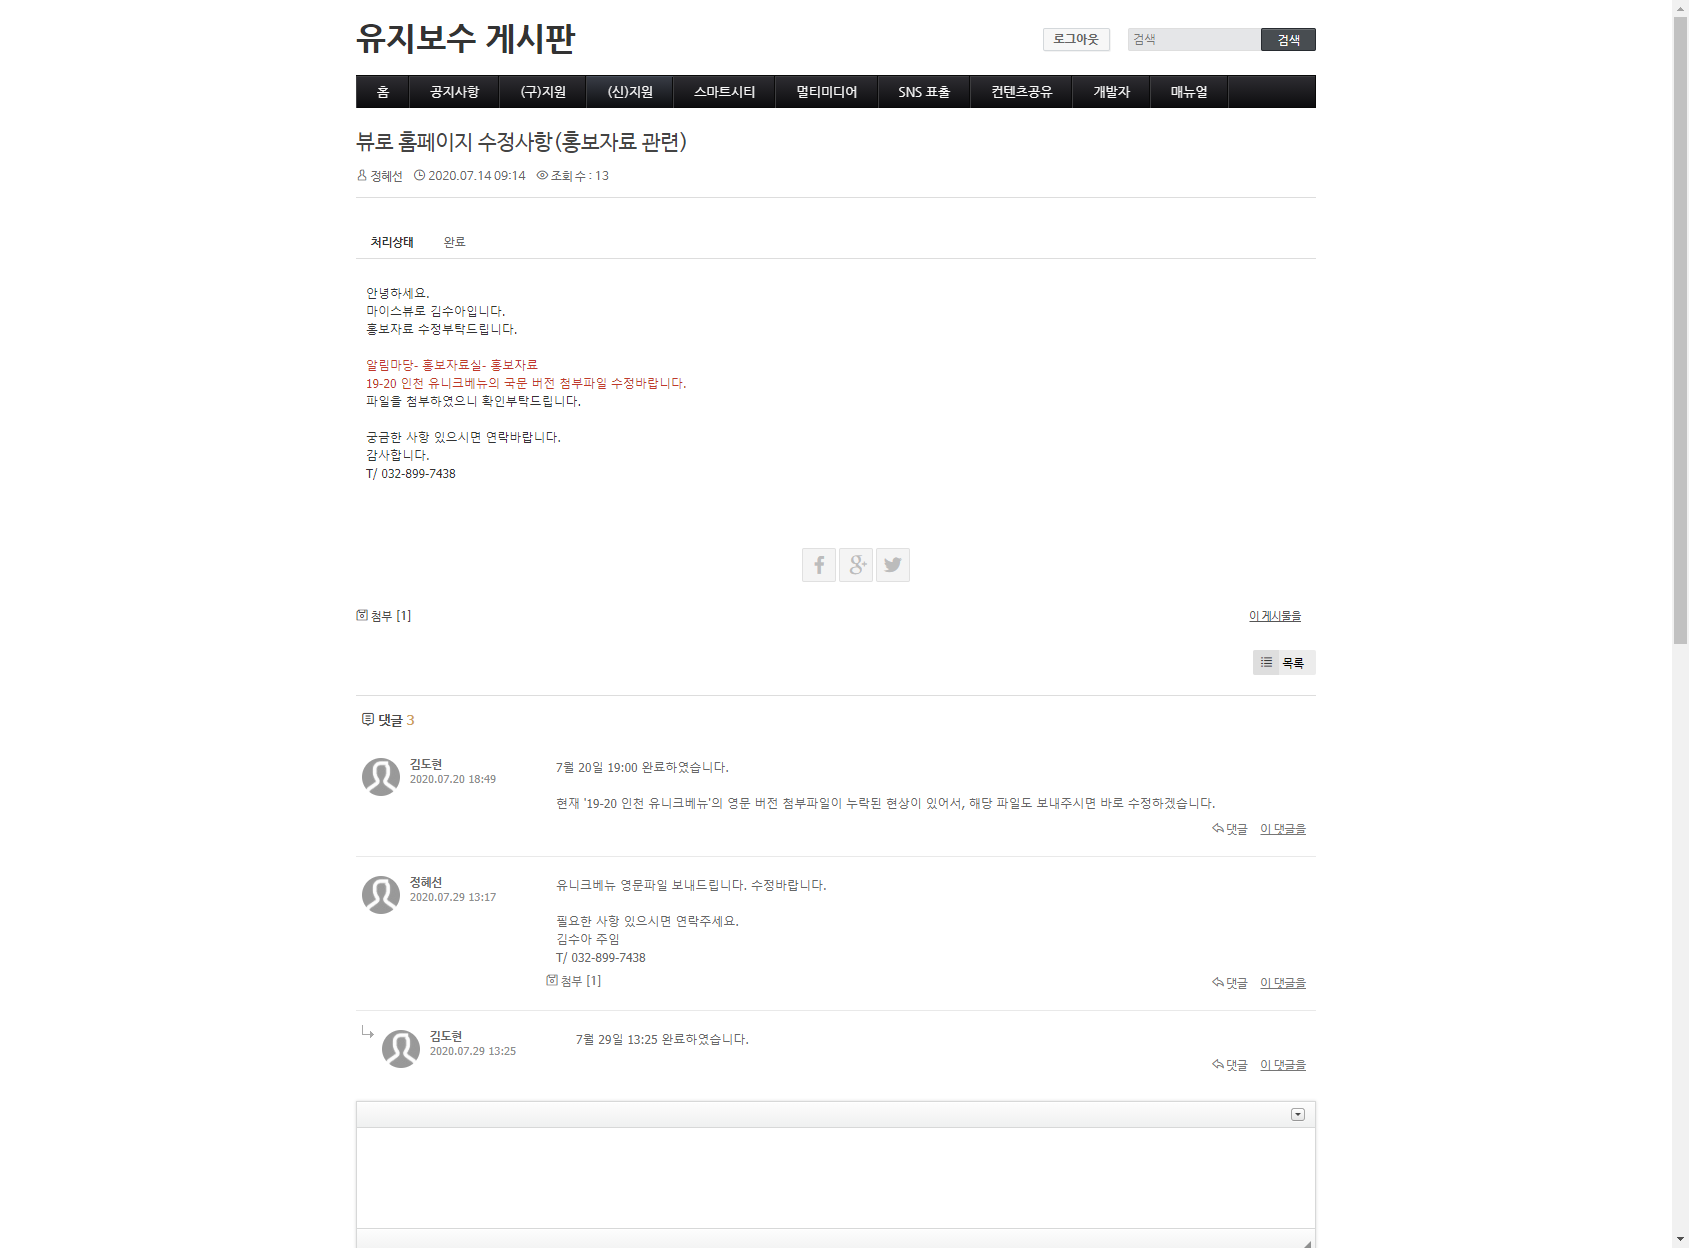 유지보수 게시판
로그아웃 검색 검색
홈 공지사항 (구)지원 (신)지원 스마트시티 멀티미디어 SNS 표출 컨텐츠공유 개발자 매뉴얼
뷰로 홈페이지 수정사항(홍보자료 관련)
정혜선 2020.07.14 09:14 조회 수 : 13
처리상태 완료
안녕하세요.
마이스뷰로 김수아입니다.
홍보자료 수정부탁드립니다.
알림마당- 홍보자료실- 홍보자료
19-20 인천 유니크베뉴의 국문 버전 첨부파일 수정바랍니다.
파일을 첨부하였으니 확인부탁드립니다.
궁금한 사항 있으시면 연락바랍니다.
감사합니다.
T/ 032-899-7438
첨부 [1] 이 게시물을
목록
댓글 3
김도현
2020.07.20 18:49
7월 20일 19:00 완료하였습니다.
현재 '19-20 인천 유니크베뉴'의 영문 버전 첨부파일이 누락된 현상이 있어서, 해당 파일도 보내주시면 바로 수정하겠습니다.
댓글 이 댓글을
정혜선
2020.07.29 13:17
유니크베뉴 영문파일 보내드립니다. 수정바랍니다.
필요한 사항 있으시면 연락주세요.
김수아 주임
T/ 032-899-7438
첨부 [1] 댓글 이 댓글을
김도현
2020.07.29 13:25
7월 29일 13:25 완료하였습니다.
댓글 이 댓글을